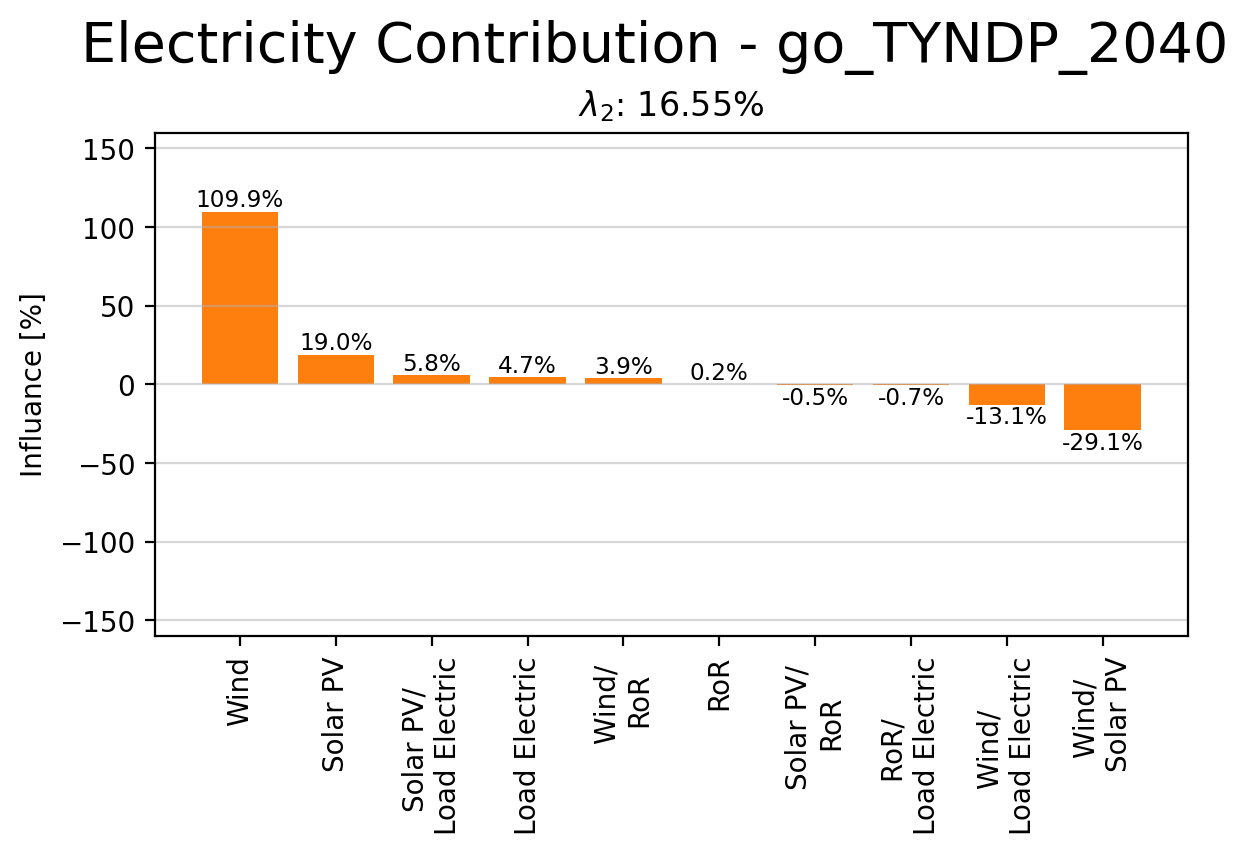 Electricity Contribution - go_TYNDP_2040
λ₂: 16.55%
Influance [%]
150
100
50
0
−50
−100
−150
109.9%
19.0%
5.8%
4.7%
3.9%
0.2%
-0.5%
-0.7%
-13.1%
-29.1%
Wind
Solar PV
Solar PV/
Load Electric
Load Electric
Wind/
RoR
RoR
Solar PV/
RoR
RoR/
Load Electric
Wind/
Load Electric
Wind/
Solar PV